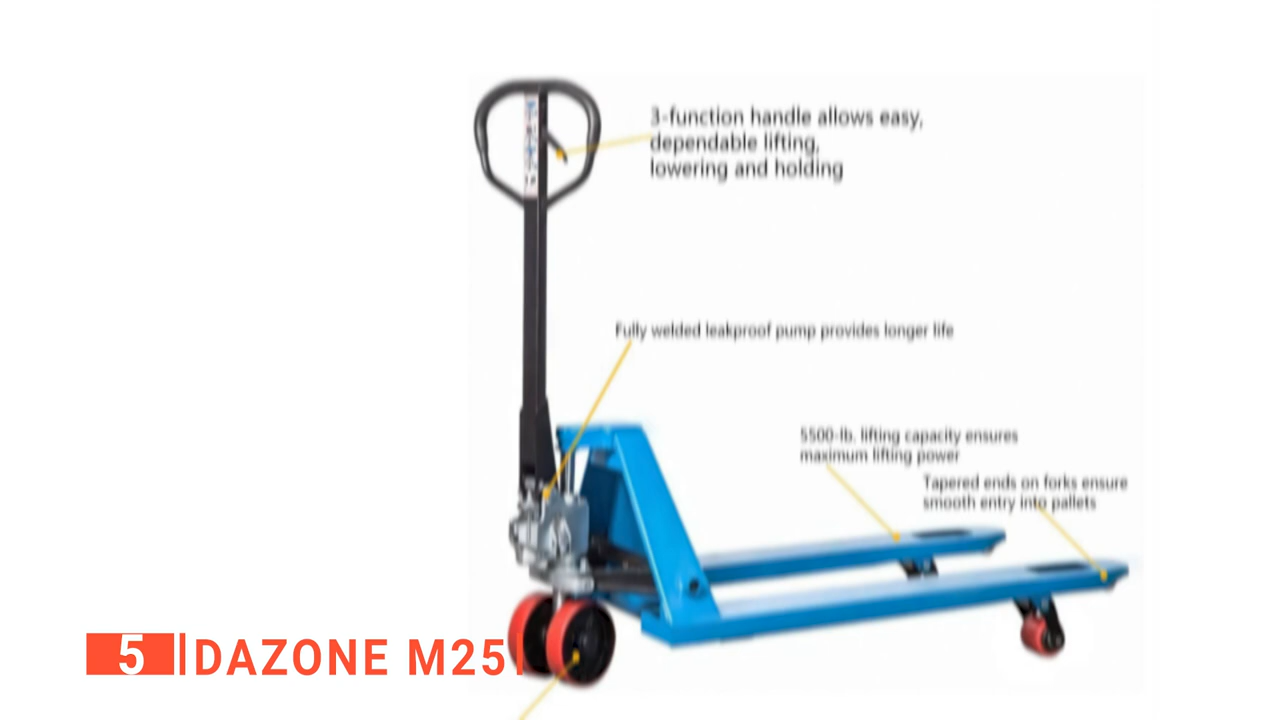 3-function handle allows easy,
dependable lifting,
lowering and holding
Fully welded leakproof pump provides longer life
5500-lb. lifting capacity ensures
maximum lifting power
Tapered ends on forks ensure
smooth entry into pallets
5 DAZONE M25